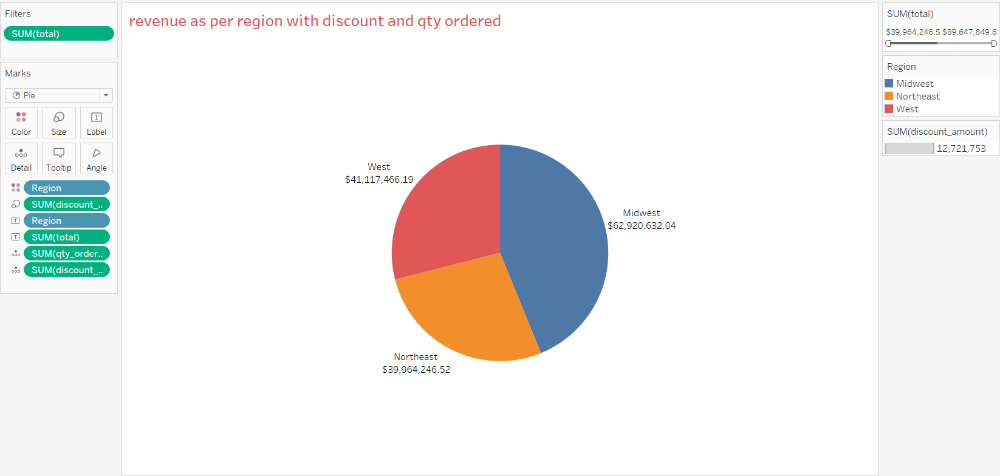 Filters
SUM(total)
Marks
Pie
Color
Size
Label
Detail
Tooltip
Angle
Region
SUM(discount_..
Region
SUM(total)
SUM(qty_order..
SUM(discount_..
revenue as per region with discount and qty ordered
West
$41,117,466.19
Midwest
$62,920,632.04
Northeast
$39,964,246.52
SUM(total)
$39,964,246.5 $89,647,849.6
Region
Midwest
Northeast
West
SUM(discount_amount)
12,721,753